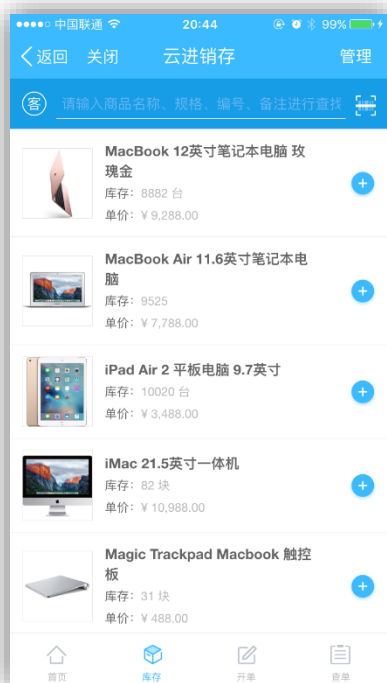 中国联通 20:44 99%
返回 关闭 云进销存 管理
客 请输入商品名称、规格、编号、备注进行查找
MacBook 12英寸笔记本电脑 玫
瑰金
库存：8882 台
单价：¥ 9,288.00
MacBook Air 11.6英寸笔记本电
脑
库存：9525
单价：¥ 7,788.00
iPad Air 2 平板电脑 9.7英寸
库存：10020 台
单价：¥ 3,488.00
iMac 21.5英寸一体机
库存：82 块
单价：¥ 10,988.00
Magic Trackpad Macbook 触控
板
库存：31 块
单价：¥ 488.00
首页 库存 开单 查单